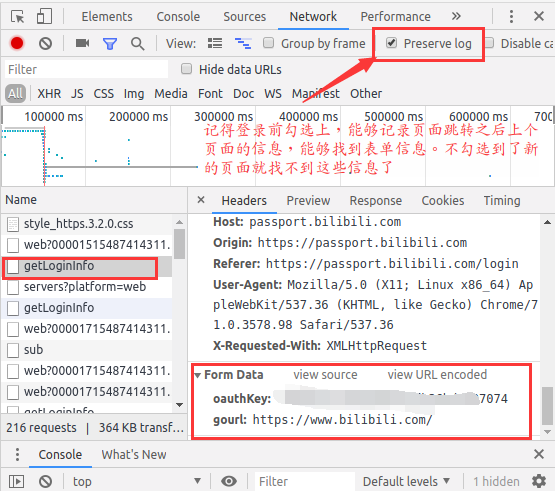 Elements Console Sources Network Performance »
View: Group by frame Preserve log Disable ca
Filter Hide data URLs
All XHR JS CSS Img Media Font Doc WS Manifest Other
100000 ms 200000 ms 300000 ms 400000 ms 500000 ms 600000 ms 700
记得登录前勾选上，能够记录页面跳转之后上个
页面的信息，能够找到表单信息。不勾选到了新
的页面就找不到这些信息了
Name
style_https.3.2.0.css
web?00001515487414311.
getLoginInfo
servers?platform=web
getLoginInfo
web?00001715487414311.
sub
web?00001715487414311.
web?00001715487414311.
getLoginInfo
216 requests | 364 KB transf...
Headers Preview Response Cookies Timing
Host: passport.bilibili.com
Origin: https://passport.bilibili.com
Referer: https://passport.bilibili.com/login
User-Agent: Mozilla/5.0 (X11; Linux x86_64) Ap
pleWebKit/537.36 (KHTML, like Gecko) Chrome/7
1.0.3578.98 Safari/537.36
X-Requested-With: XMLHttpRequest
Form Data view source view URL encoded
oauthKey: 7074
gourl: https://www.bilibili.com/
Console What's New
top Filter Default levels 1 hidden